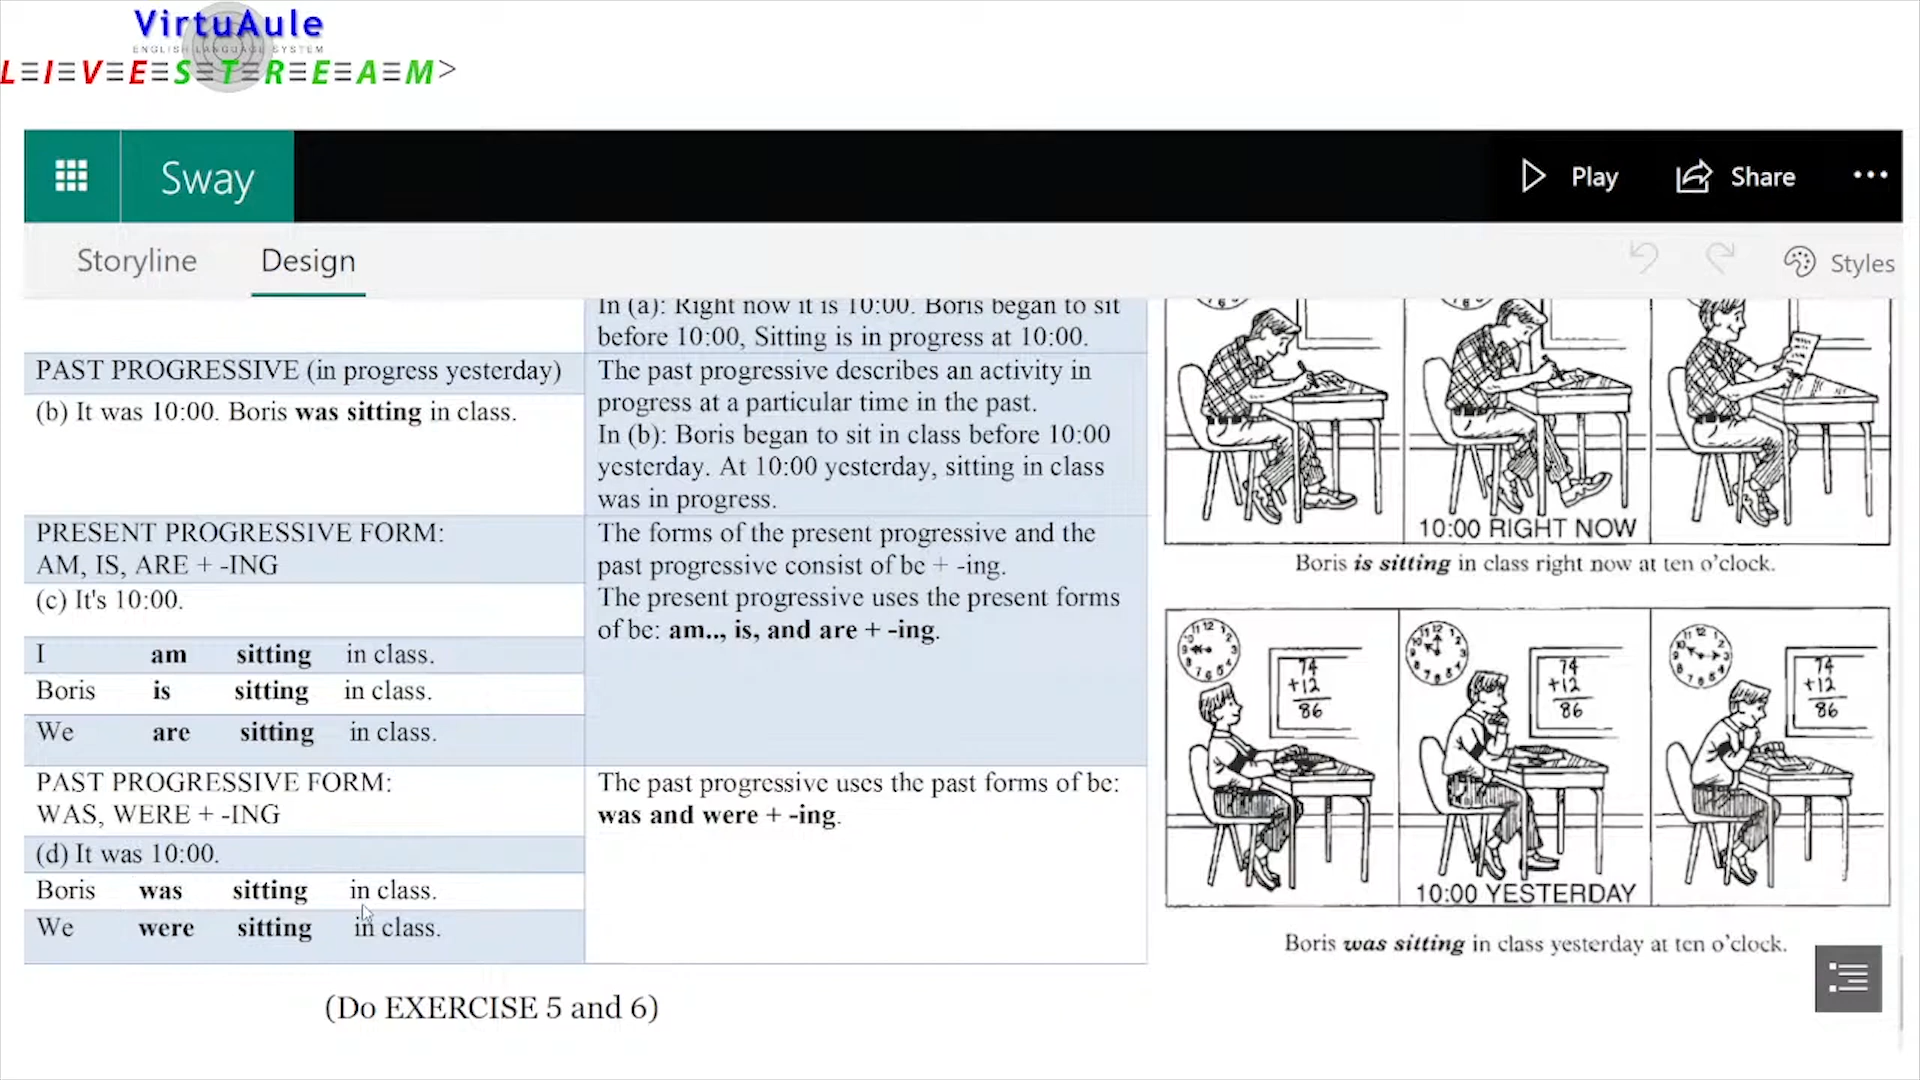 VirtuAule
ENGLISH LANGUAGE SYSTEM
L≡I≡V≡E≡S≡T≡R≡E≡A≡M>
Sway
Play
Share
Storyline
Design
Styles
In (a): Right now it is 10:00. Boris began to sit
before 10:00, Sitting is in progress at 10:00.
PAST PROGRESSIVE (in progress yesterday)
(b) It was 10:00. Boris was sitting in class.
The past progressive describes an activity in
progress at a particular time in the past.
In (b): Boris began to sit in class before 10:00
yesterday. At 10:00 yesterday, sitting in class
was in progress.
PRESENT PROGRESSIVE FORM:
AM, IS, ARE + -ING
(c) It's 10:00.
I am sitting in class.
Boris is sitting in class.
We are sitting in class.
The forms of the present progressive and the
past progressive consist of be + -ing.
The present progressive uses the present forms
of be: am.., is, and are + -ing.
PAST PROGRESSIVE FORM:
WAS, WERE + -ING
(d) It was 10:00.
Boris was sitting in class.
We were sitting in class.
The past progressive uses the past forms of be:
was and were + -ing.
(Do EXERCISE 5 and 6)
10:00 RIGHT NOW
Boris is sitting in class right now at ten o'clock.
74
+12
86
74
+12
86
74
+12
86
10:00 YESTERDAY
Boris was sitting in class yesterday at ten o'clock.